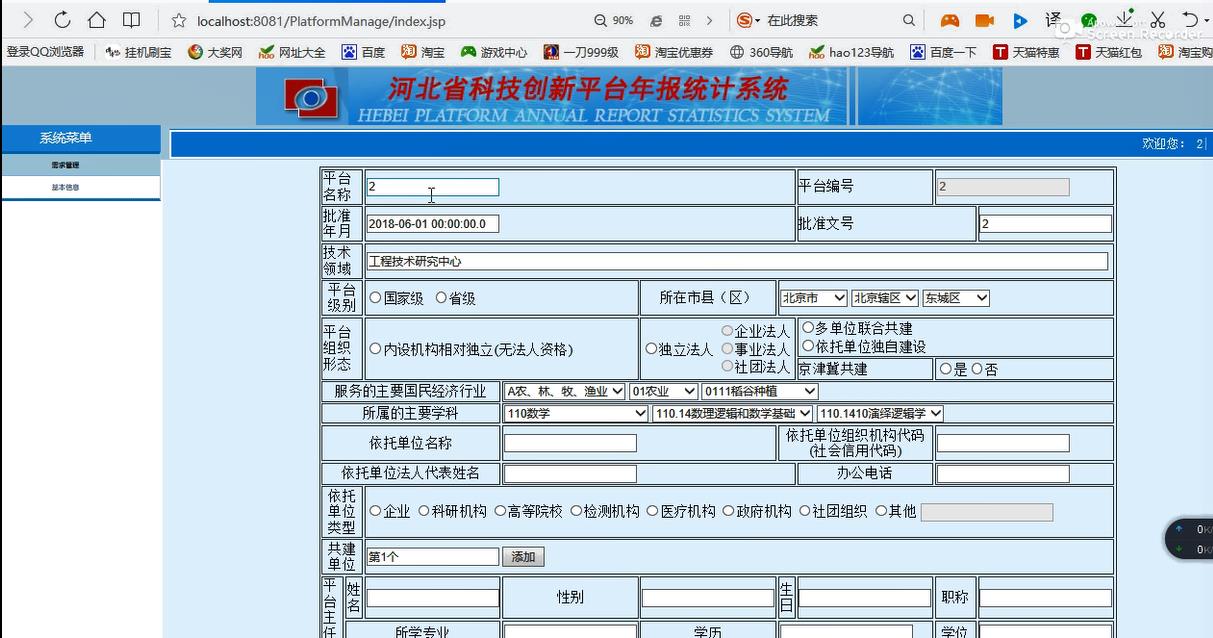 localhost:8081/PlatformManage/index.jsp
90%
在此搜索
译
Screen Recorder
登录QQ浏览器 挂机刷宝 大奖网 网址大全 百度 淘宝 游戏中心 一刀999级 淘宝优惠券 360导航 hao123导航 百度一下 天猫特惠 天猫红包 淘宝购
河北省科技创新平台年报统计系统
HEBEI PLATFORM ANNUAL REPORT STATISTICS SYSTEM
系统菜单
欢迎您： 2|
需求管理
基本信息
平台名称 2 平台编号 2
批准年月 2018-06-01 00:00:00.0 批准文号 2
技术领域 工程技术研究中心
平台级别 国家级 省级 所在市县（区） 北京市 北京辖区 东城区
平台组织形态 内设机构相对独立(无法人资格) 独立法人 企业法人 事业法人 社团法人 多单位联合共建 依托单位独自建设
京津冀共建 是 否
服务的主要国民经济行业 A农、林、牧、渔业 01农业 0111稻谷种植
所属的主要学科 110数学 110.14数理逻辑和数学基础 110.1410演绎逻辑学
依托单位名称 依托单位组织机构代码(社会信用代码)
依托单位法人代表姓名 办公电话
依托单位类型 企业 科研机构 高等院校 检测机构 医疗机构 政府机构 社团组织 其他
共建单位 第1个 添加
平台主任 姓名 性别 生日 职称
所学专业 学历 学位
0K/
0K/